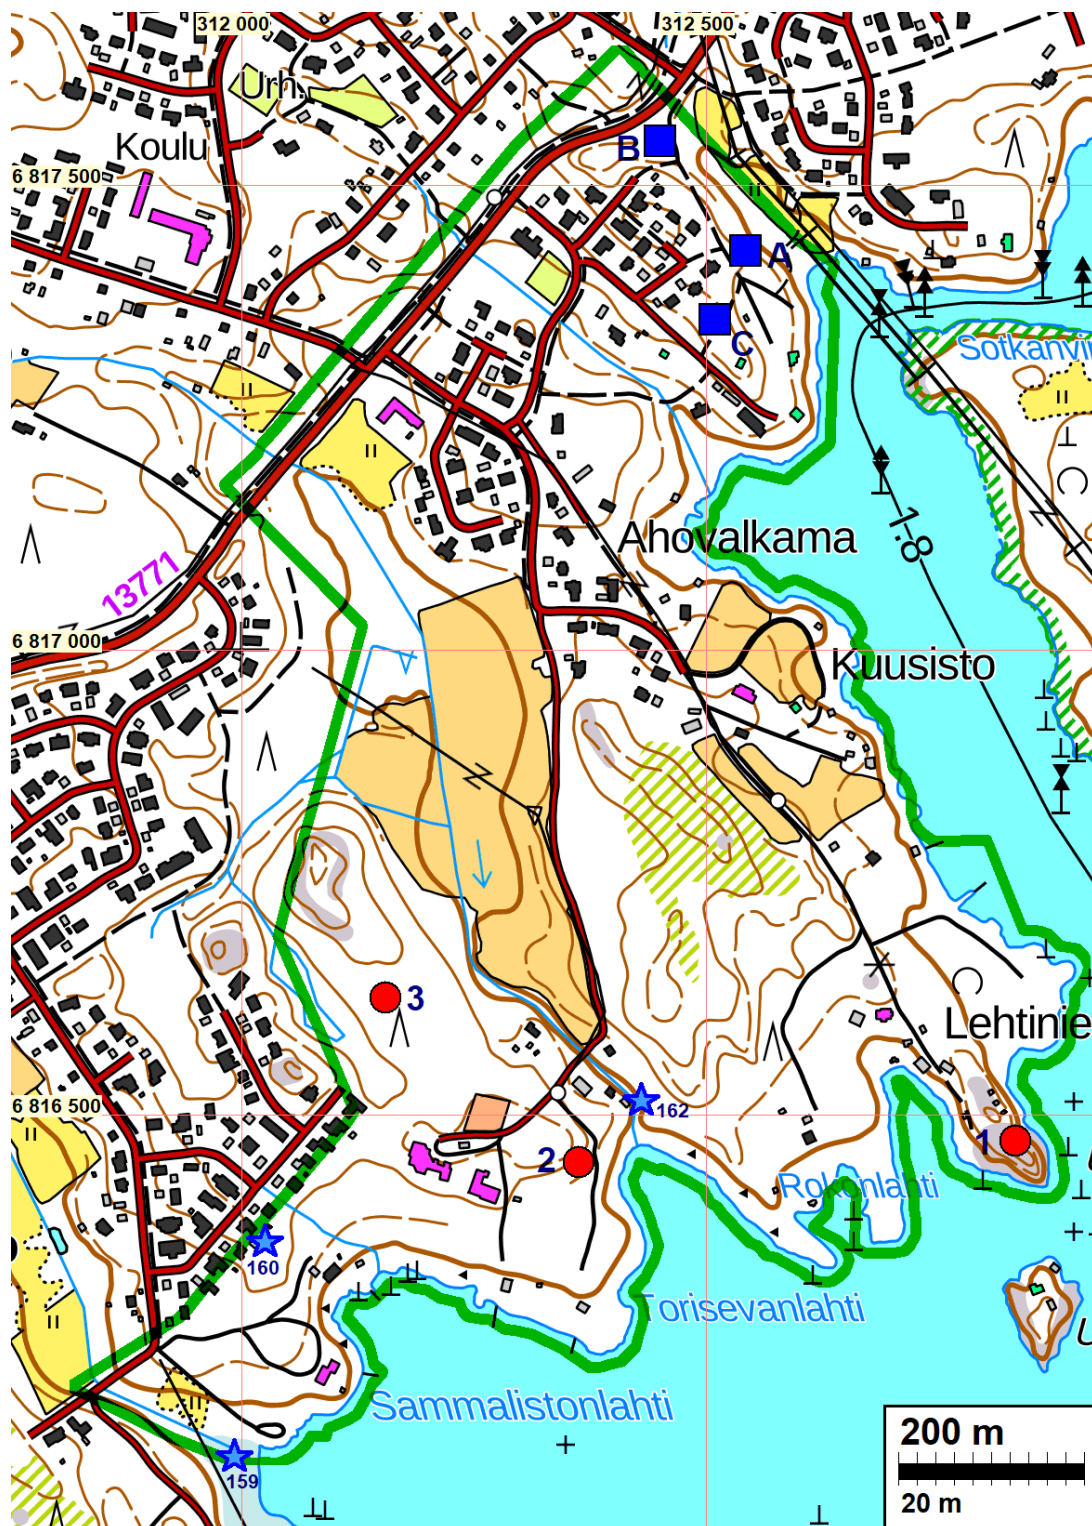 312 000
312 500
Urh.
Koulu
B
6 817 500
A
C
Sotkanvir
1-8
Ahovalkama
13771
6 817 000
Kuusisto
3
Lehtinie
6 816 500
162
1
2
Rokonlahti
160
Torisevanlahti
U
Sammalistonlahti
159
200 m
20 m